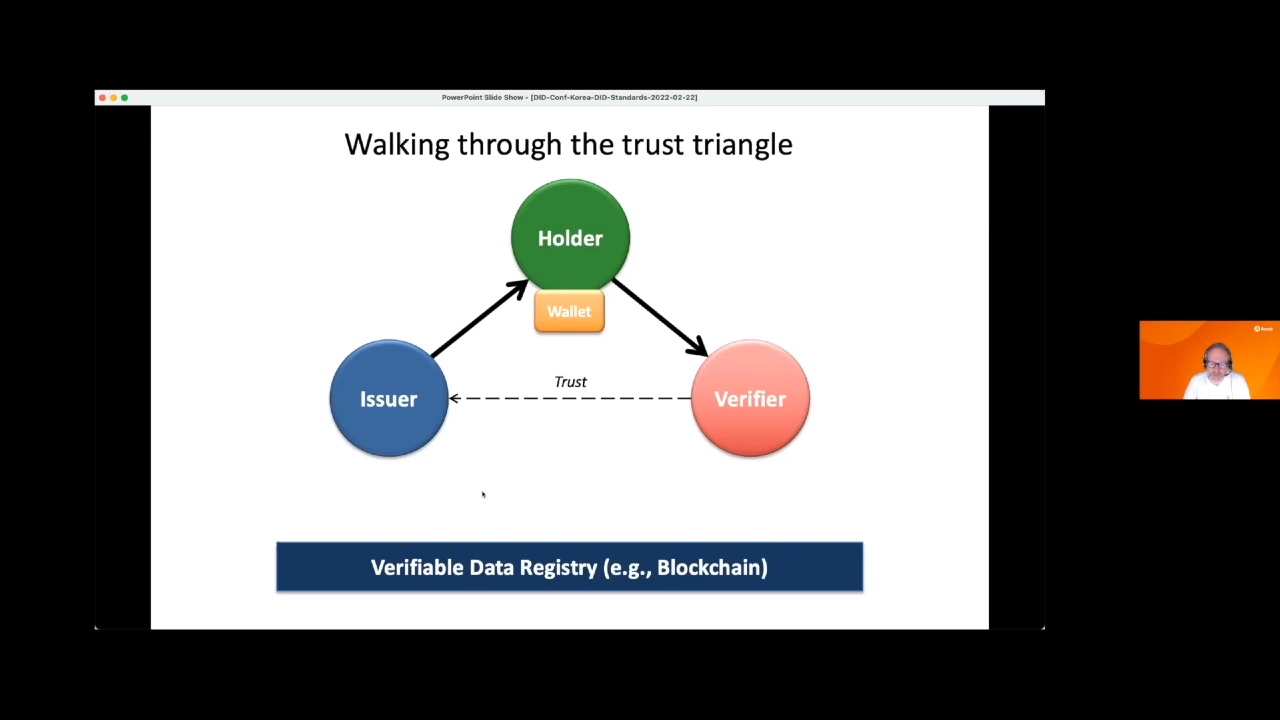 PowerPoint Slide Show - [DID-Conf-Korea-DID-Standards-2022-02-22]
Walking through the trust triangle
Holder
Wallet
Trust
Issuer
Verifier
Verifiable Data Registry (e.g., Blockchain)